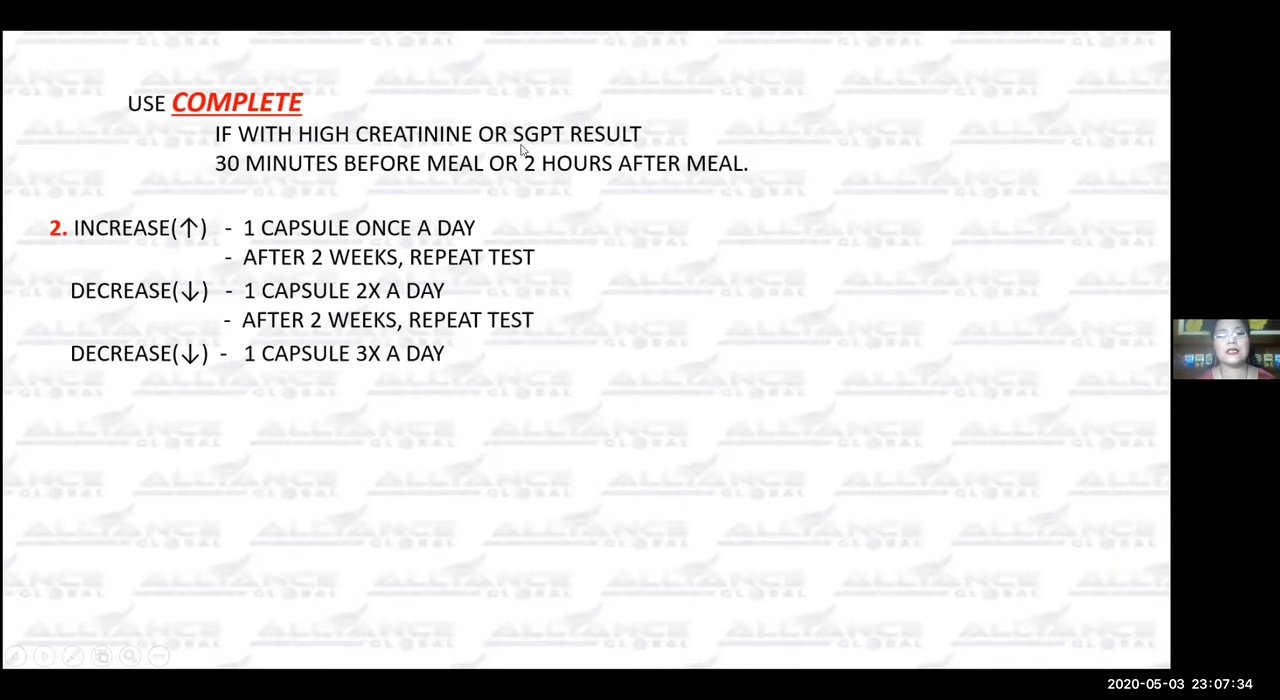 USE COMPLETE
IF WITH HIGH CREATININE OR SGPT RESULT
30 MINUTES BEFORE MEAL OR 2 HOURS AFTER MEAL.
2. INCREASE(↑) - 1 CAPSULE ONCE A DAY
- AFTER 2 WEEKS, REPEAT TEST
DECREASE(↓) - 1 CAPSULE 2X A DAY
- AFTER 2 WEEKS, REPEAT TEST
DECREASE(↓) - 1 CAPSULE 3X A DAY
ALLIANCE
GLOBAL
2020-05-03 23:07:34